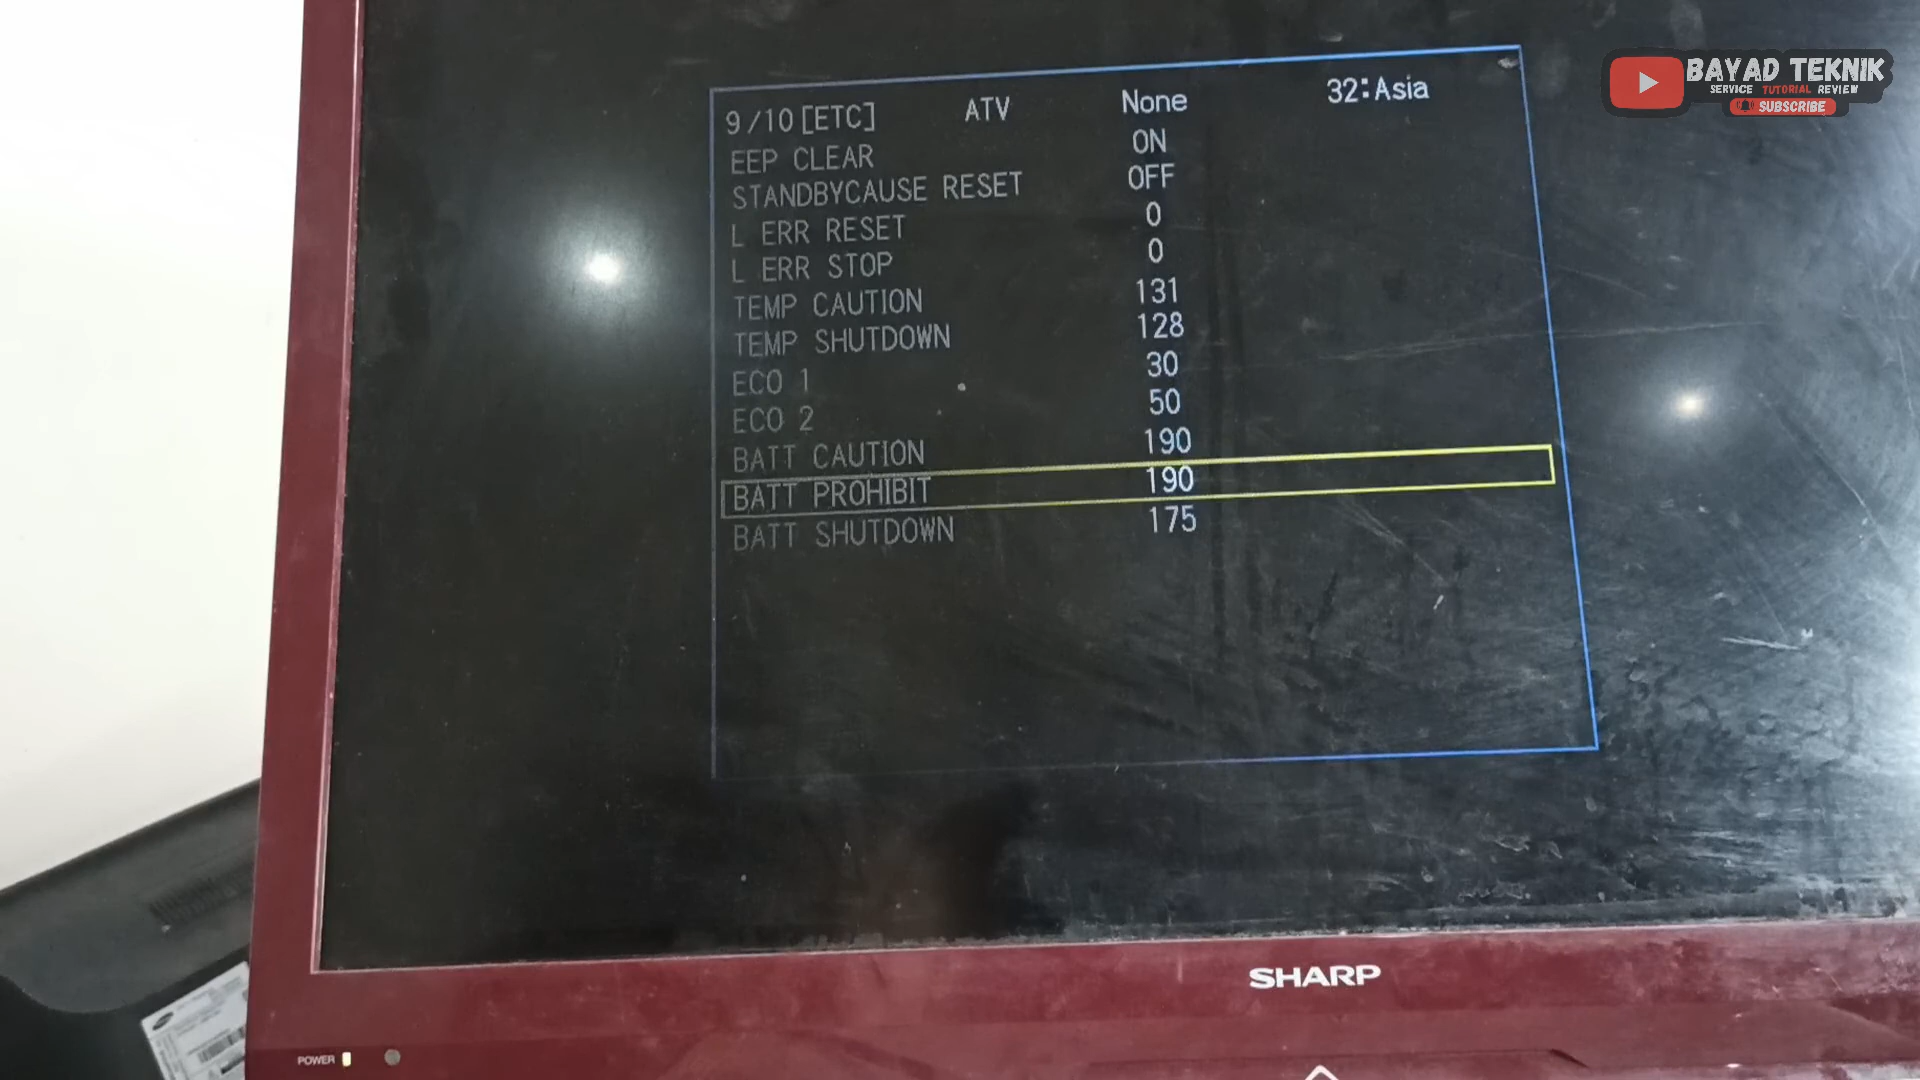 9/10[ETC] ATV None 32:Asia
EEP CLEAR ON
STANDBYCAUSE RESET OFF
L ERR RESET 0
L ERR STOP 0
TEMP CAUTION 131
TEMP SHUTDOWN 128
ECO 1 30
ECO 2 50
BATT CAUTION 190
BATT PROHIBIT 190
BATT SHUTDOWN 175
BAYAD TEKNIK
SERVICE TUTORIAL REVIEW
SUBSCRIBE
SHARP
POWER